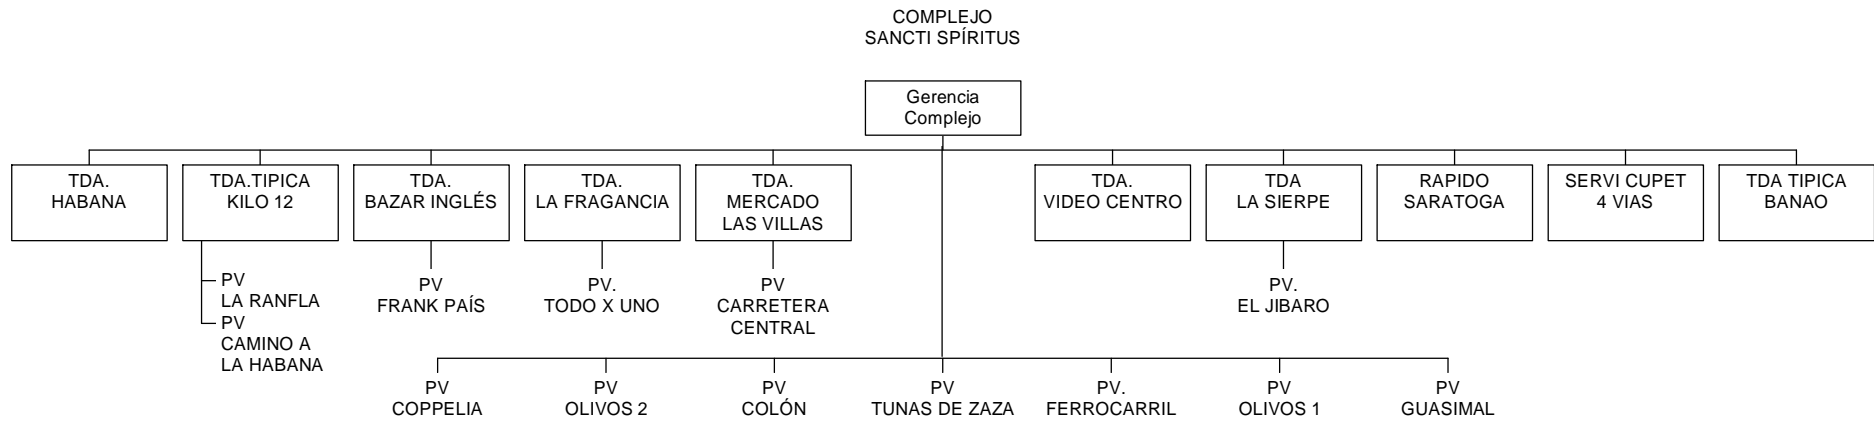 COMPLEJO
SANCTI SPÍRITUS
Gerencia
Complejo
TDA.
HABANA
TDA.TIPICA
KILO 12
TDA.
BAZAR INGLÉS
TDA.
LA FRAGANCIA
TDA.
MERCADO
LAS VILLAS
TDA.
VIDEO CENTRO
TDA
LA SIERPE
RAPIDO
SARATOGA
SERVI CUPET
4 VIAS
TDA TIPICA
BANAO
PV
LA RANFLA
PV
CAMINO A
LA HABANA
PV
FRANK PAÍS
PV.
TODO X UNO
PV
CARRETERA
CENTRAL
PV.
EL JIBARO
PV
COPPELIA
PV
OLIVOS 2
PV
COLÓN
PV
TUNAS DE ZAZA
PV.
FERROCARRIL
PV
OLIVOS 1
PV
GUASIMAL